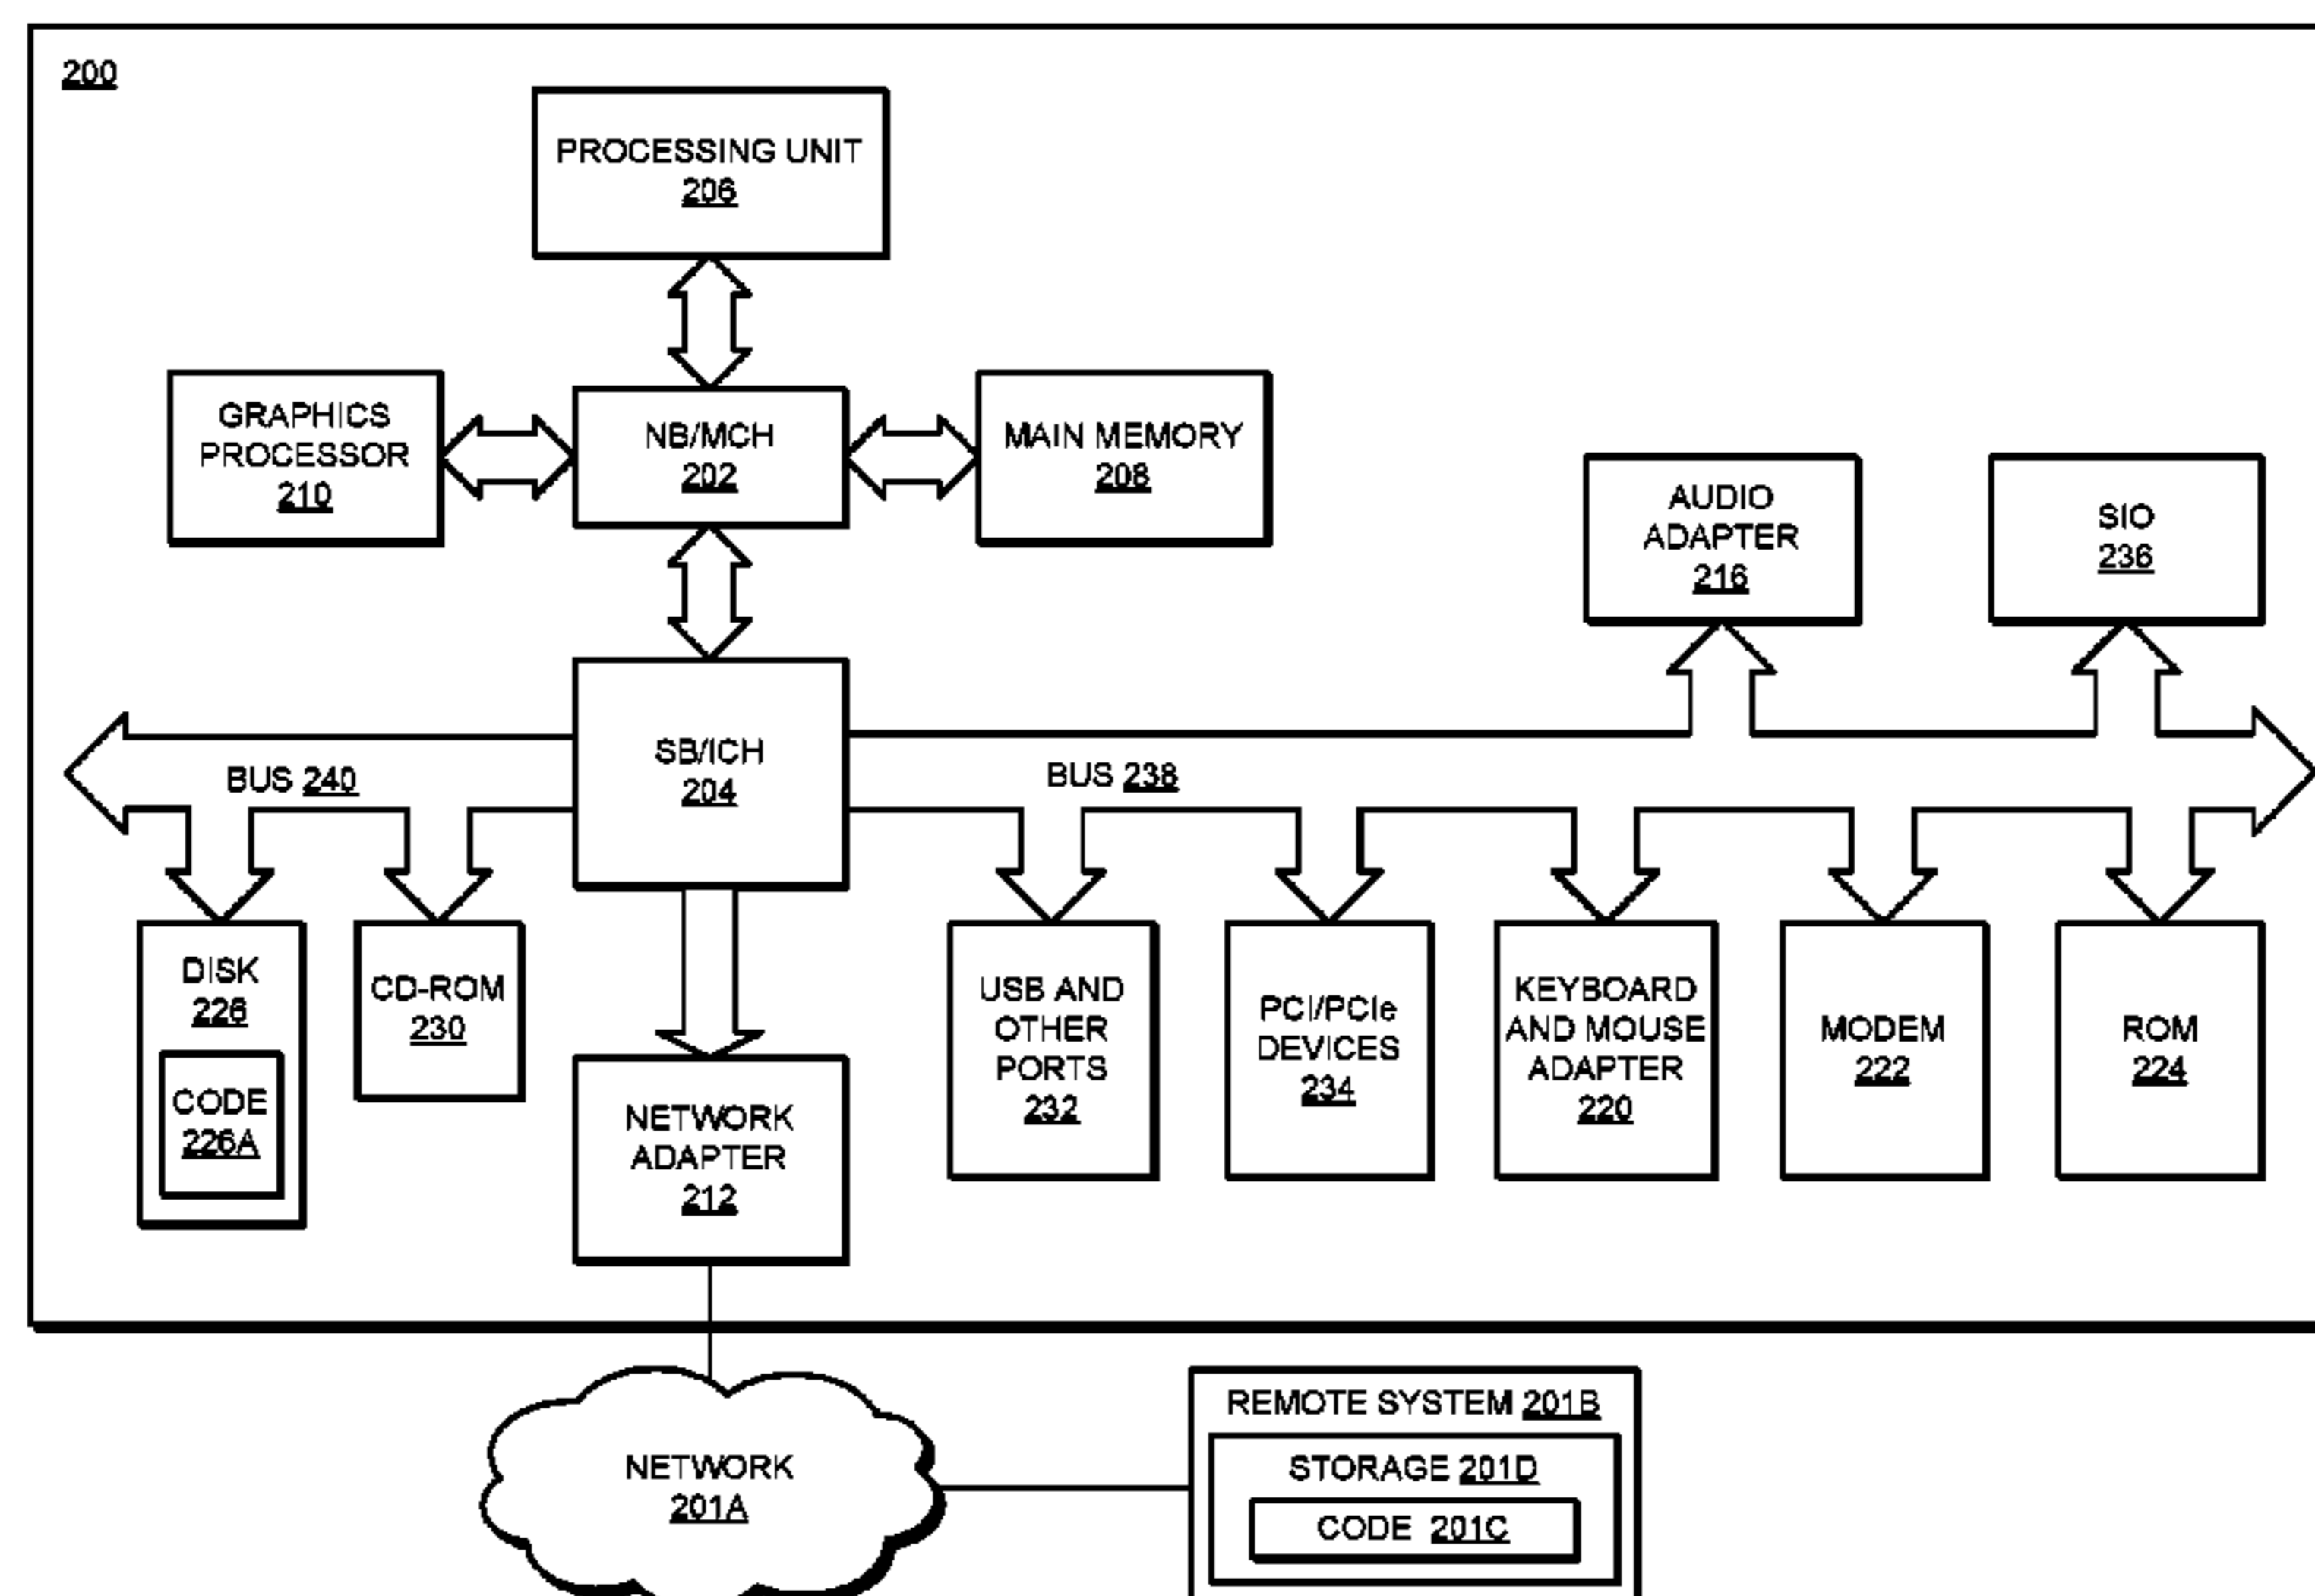 200
PROCESSING UNIT
206
GRAPHICS
PROCESSOR
210
NB/MCH
202
MAIN MEMORY
208
AUDIO
ADAPTER
216
SIO
236
SB/ICH
204
BUS 240
BUS 238
DISK
226
CODE
226A
CD-ROM
230
NETWORK
ADAPTER
212
USB AND
OTHER
PORTS
232
PCI/PCIe
DEVICES
234
KEYBOARD
AND MOUSE
ADAPTER
220
MODEM
222
ROM
224
NETWORK
201A
REMOTE SYSTEM 201B
STORAGE 201D
CODE 201C